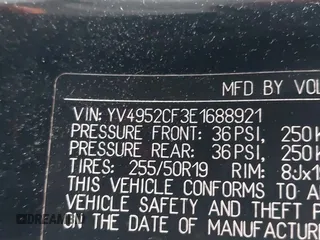 MFD BY VOL
VIN: YV4952CF3E1688921
PRESSURE FRONT: 36PSI, 250K
PRESSURE REAR: 36PSI, 250K
TIRES: 255/50R19 RIM: 8Jx1
THIS VEHICLE CONFORMS TO A
VEHICLE SAFETY AND THEFT P
ON THE DATE OF MANUFACTUR